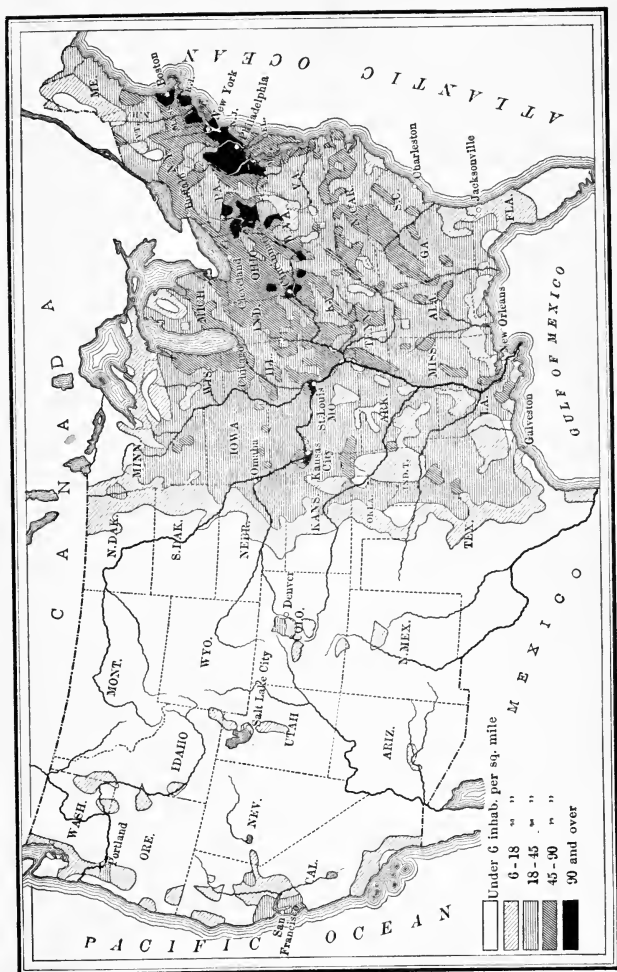 CANADA
ATLANTIC OCEAN
PACIFIC OCEAN
GULF OF MEXICO
MEXICO
WASH.
Portland
ORE.
IDAHO
MONT.
WYO.
N.DAK.
S.DAK.
NEBR.
KANS.
Salt Lake City
UTAH
NEV.
CAL.
San Francisco
ARIZ.
N.MEX.
Denver
COLO.
OKLA.
IND.T.
TEX.
MINN.
IOWA
Omaha
Kansas City
St.Louis
MO.
ARK.
LA.
WIS.
MICH.
Chicago
ILL.
IND.
OHIO
Cleveland
KY.
TENN.
MISS.
ALA.
GA.
FLA.
S.C.
CAR.
VA.
PA.
Buffalo
ME.
Boston
New York
Philadelphia
Charleston
Jacksonville
New Orleans
Galveston
Under 6 inhab. per sq. mile
6-18 " "
18-45 " "
45-90 " "
90 and over